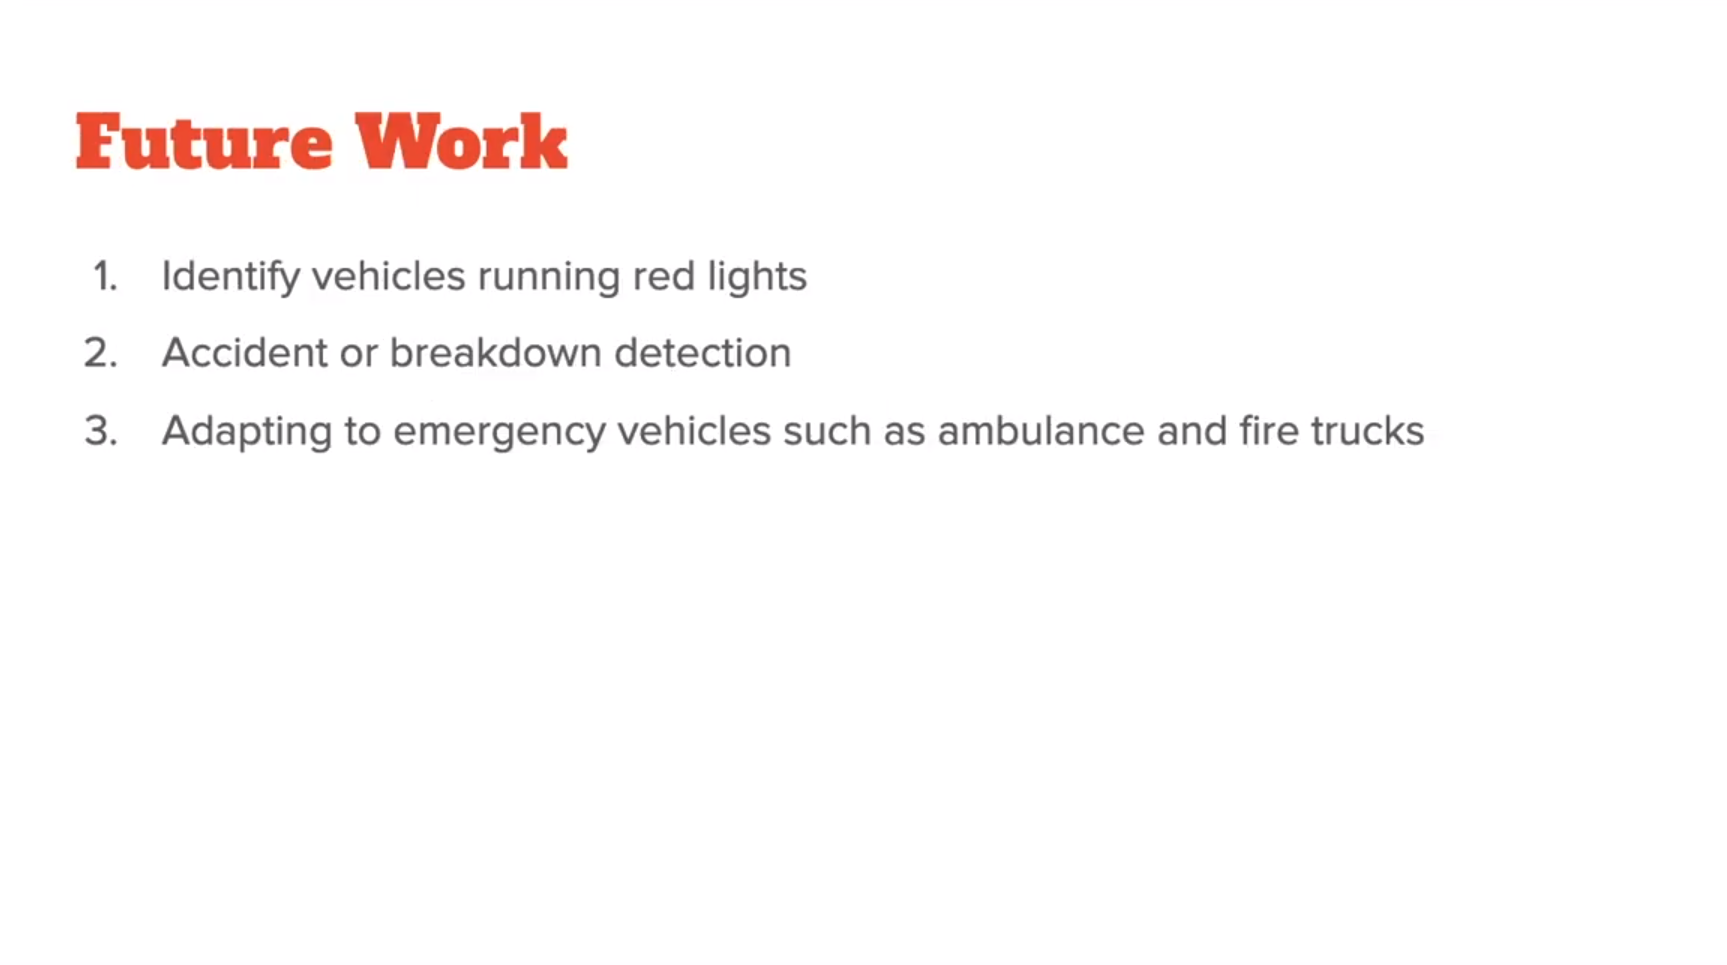 Future Work
1. Identify vehicles running red lights
2. Accident or breakdown detection
3. Adapting to emergency vehicles such as ambulance and fire trucks